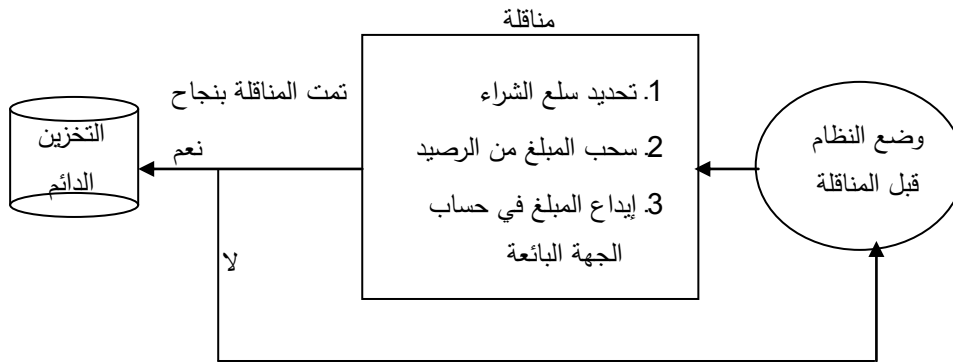 مناقلة
وضع النظام
قبل المناقلة
1. تحديد سلع الشراء
2. سحب المبلغ من الرصيد
3. إيداع المبلغ في حساب
الجهة البائعة
تمت المناقلة بنجاح
نعم
لا
التخزين
الدائم